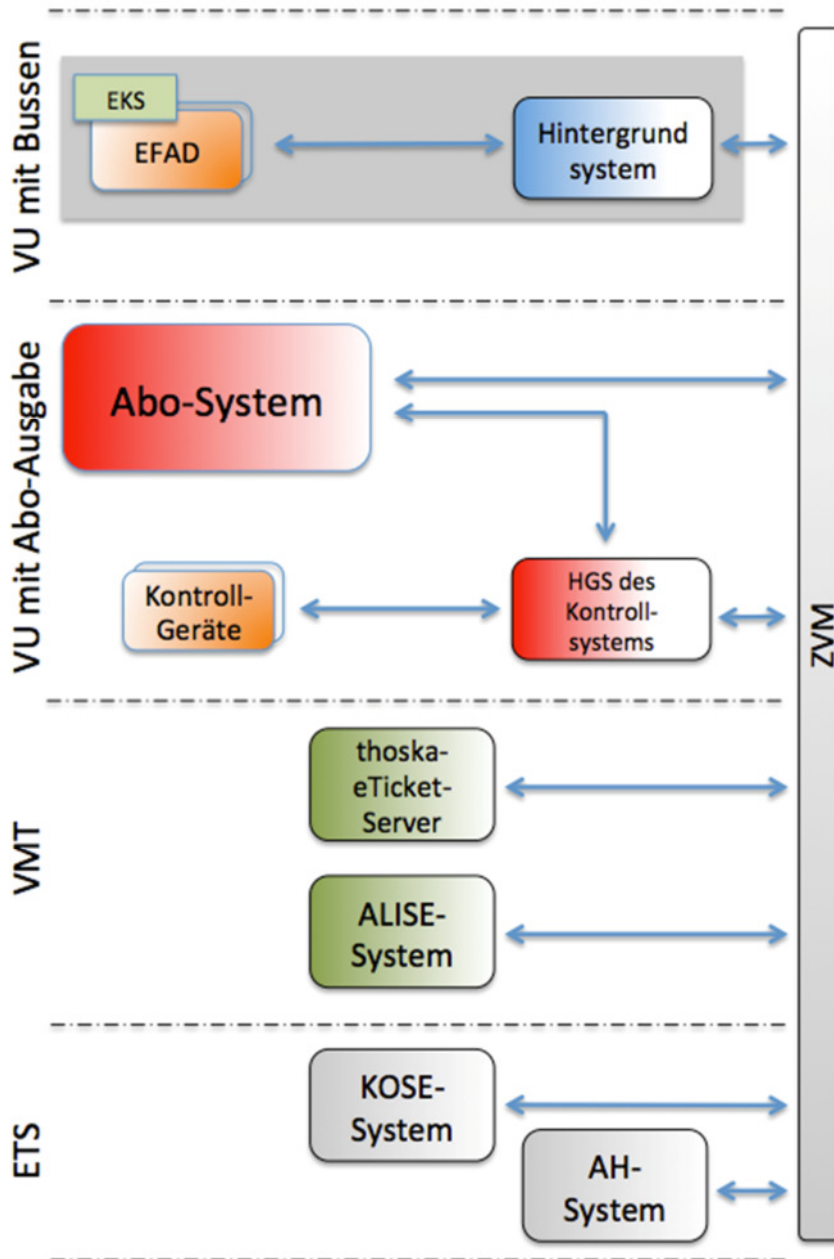 VU mit Bussen
EKS
EFAD
Hintergrund
system
VU mit Abo-Ausgabe
Abo-System
Kontroll-
Geräte
HGS des
Kontroll-
systems
ZVM
VMT
thoska-
eTicket-
Server
ALISE-
System
ETS
KOSE-
System
AH-
System